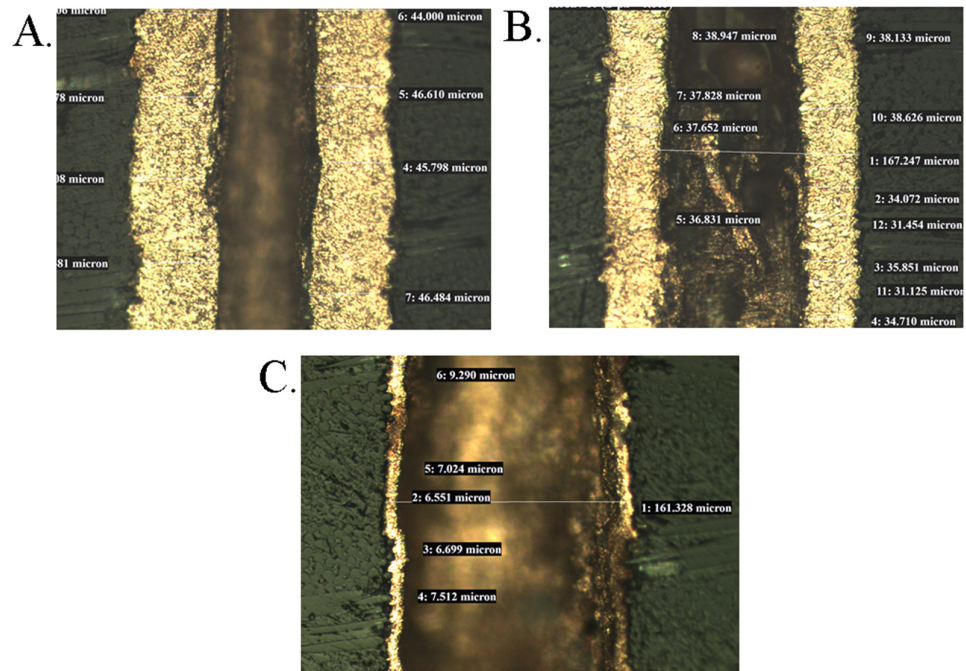 A.
6: 44.000 micron
5: 46.610 micron
78 micron
4: 45.798 micron
micron
81 micron
7: 46.484 micron
B.
8: 38.947 micron
9: 38.133 micron
7: 37.828 micron
10: 38.626 micron
6: 37.652 micron
1: 167.247 micron
2: 34.072 micron
5: 36.831 micron
12: 31.454 micron
3: 35.851 micron
11: 31.125 micron
4: 34.710 micron
C.
6: 9.290 micron
5: 7.024 micron
2: 6.551 micron
1: 161.328 micron
3: 6.699 micron
4: 7.512 micron